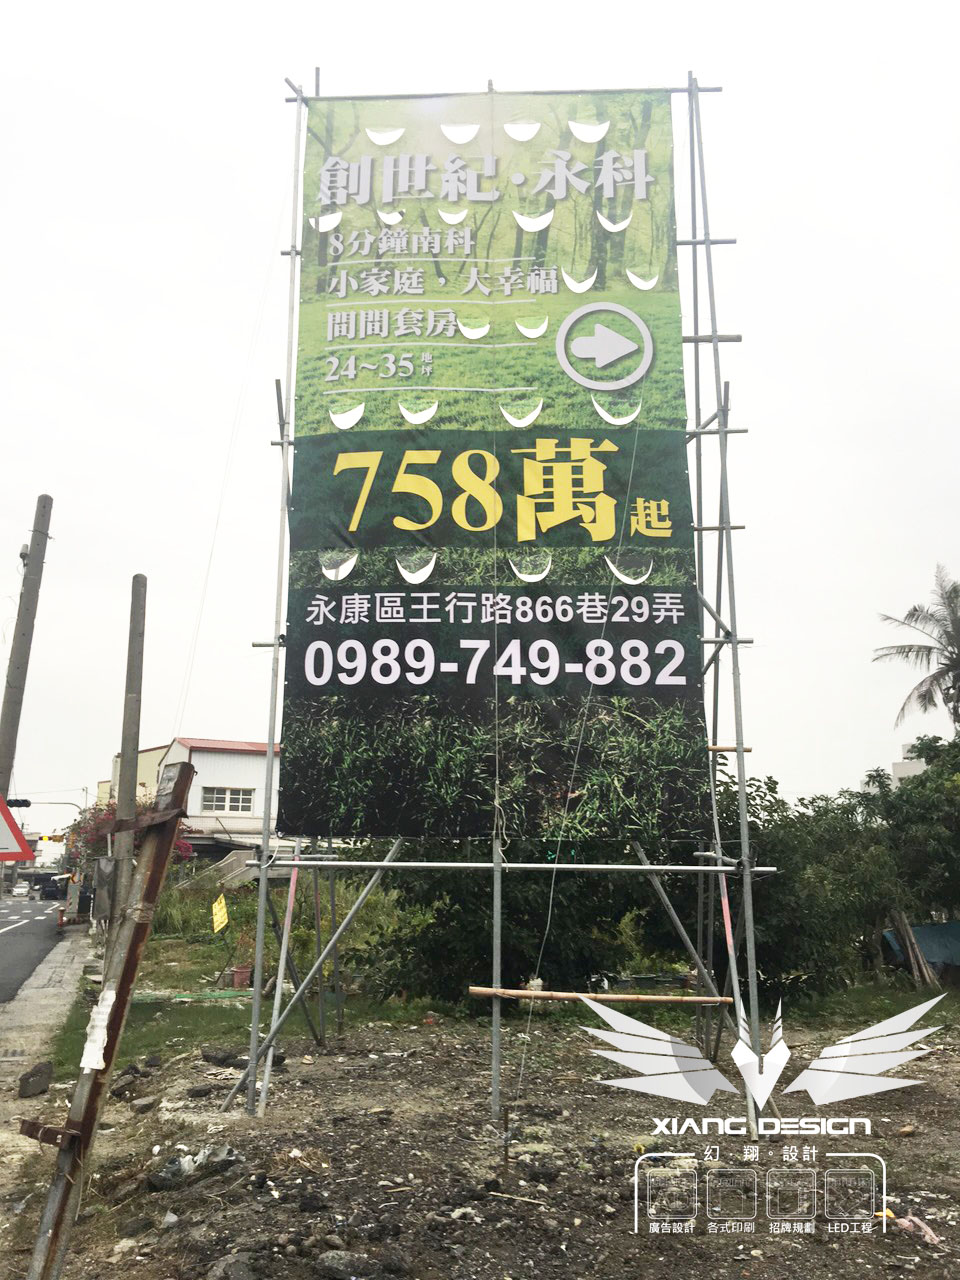 創世紀·永科
8分鐘南科
小家庭，大幸福
間間套房
24~35地坪
758萬起
永康區王行路866巷29弄
0989-749-882
XIANG DESIGN
幻·翔。設計
廣告設計 各式印刷 招牌規劃 LED工程